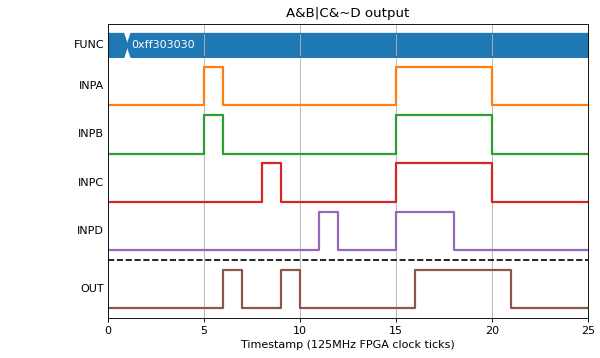 A&B|C&~D output
FUNC
0xff303030
INPA
INPB
INPC
INPD
OUT
0 5 10 15 20 25
Timestamp (125MHz FPGA clock ticks)